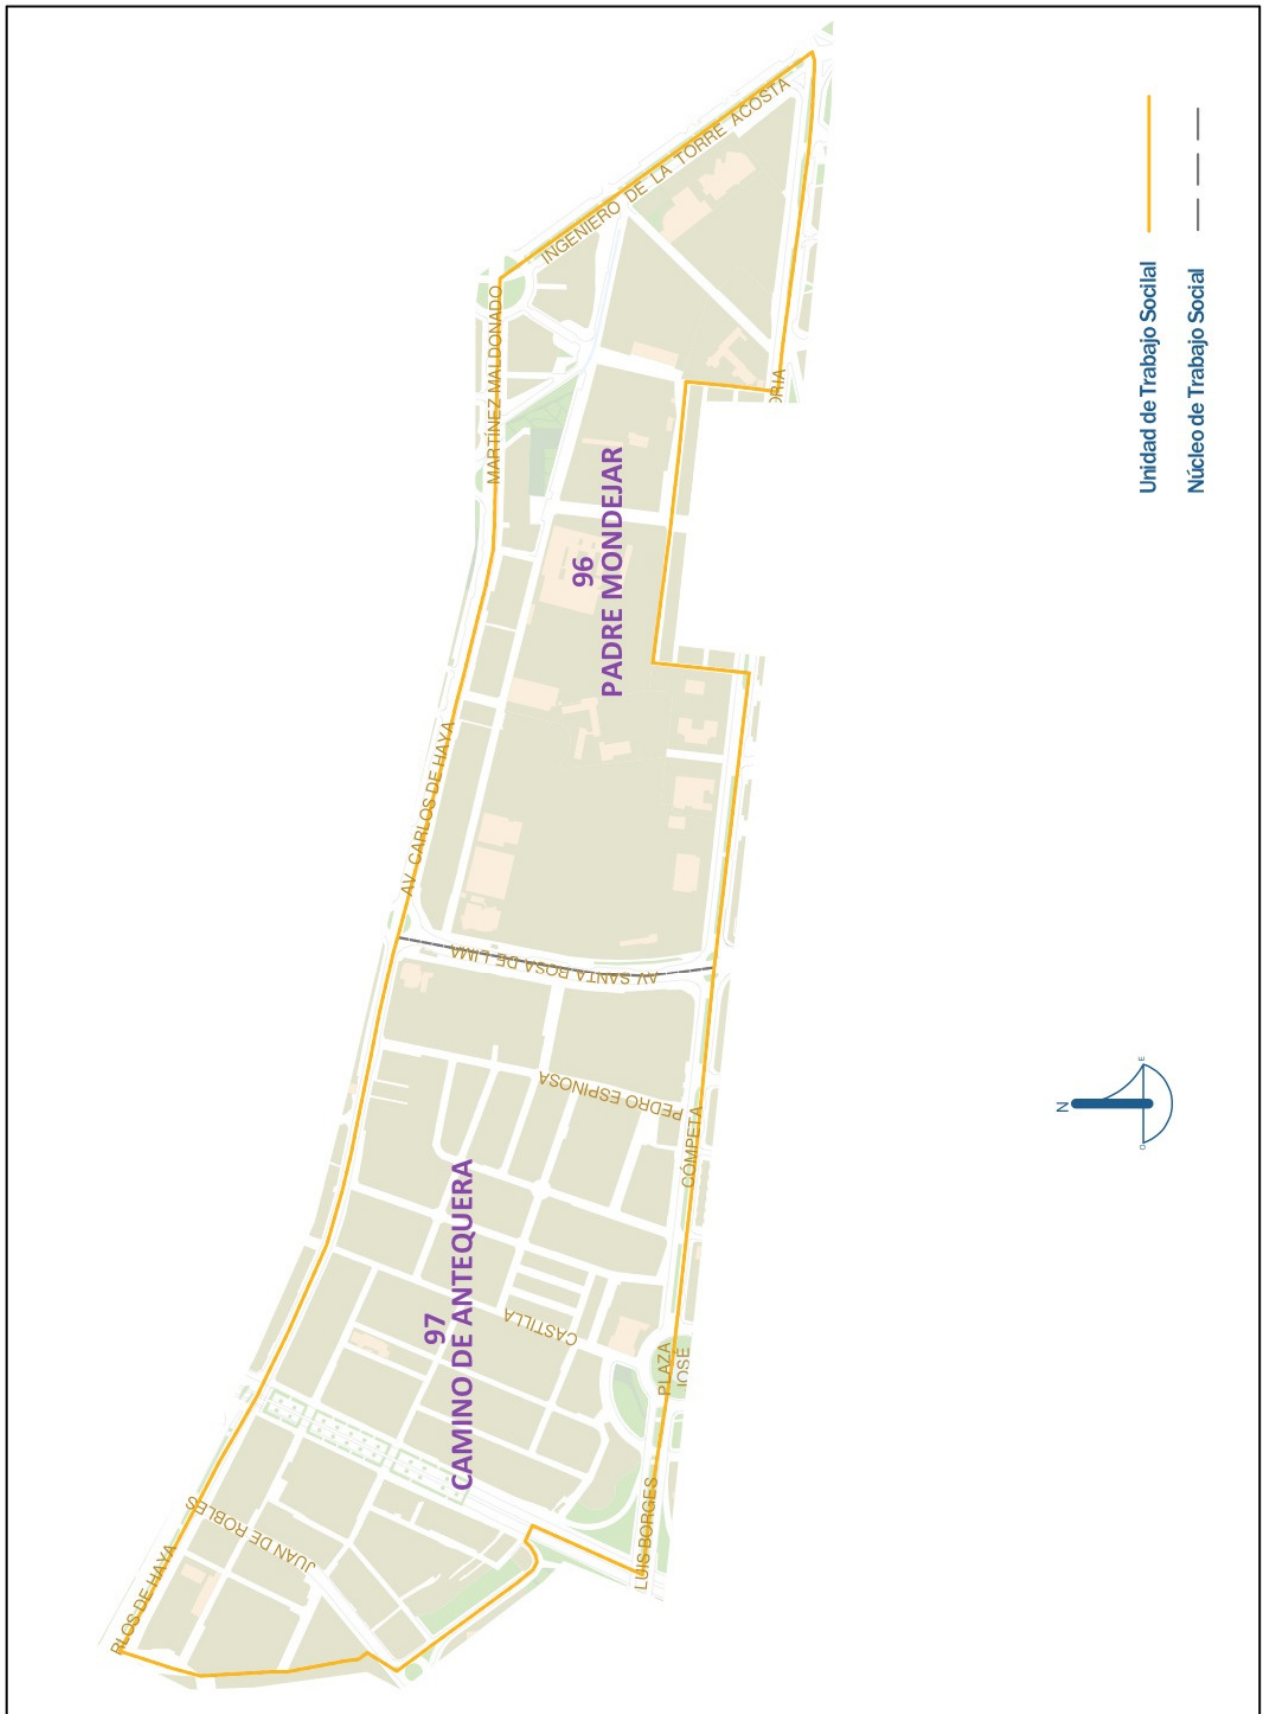 INGENIERO DE LA TORRE ACOSTA
MARTÍNEZ MALDONADO
ORIA
96
PADRE MONDEJAR
AV. CARLOS DE HAYA
AV. SANTA ROSA DE LIMA
PEDRO ESPINOSA
CÓMPETA
97
CAMINO DE ANTEQUERA
CASTILLA
PLAZA
JOSÉ
LUIS BORGES
JUAN DE ROBLES
RLOS DE HAYA
Unidad de Trabajo Socilal
Núcleo de Trabajo Social
N
E
O